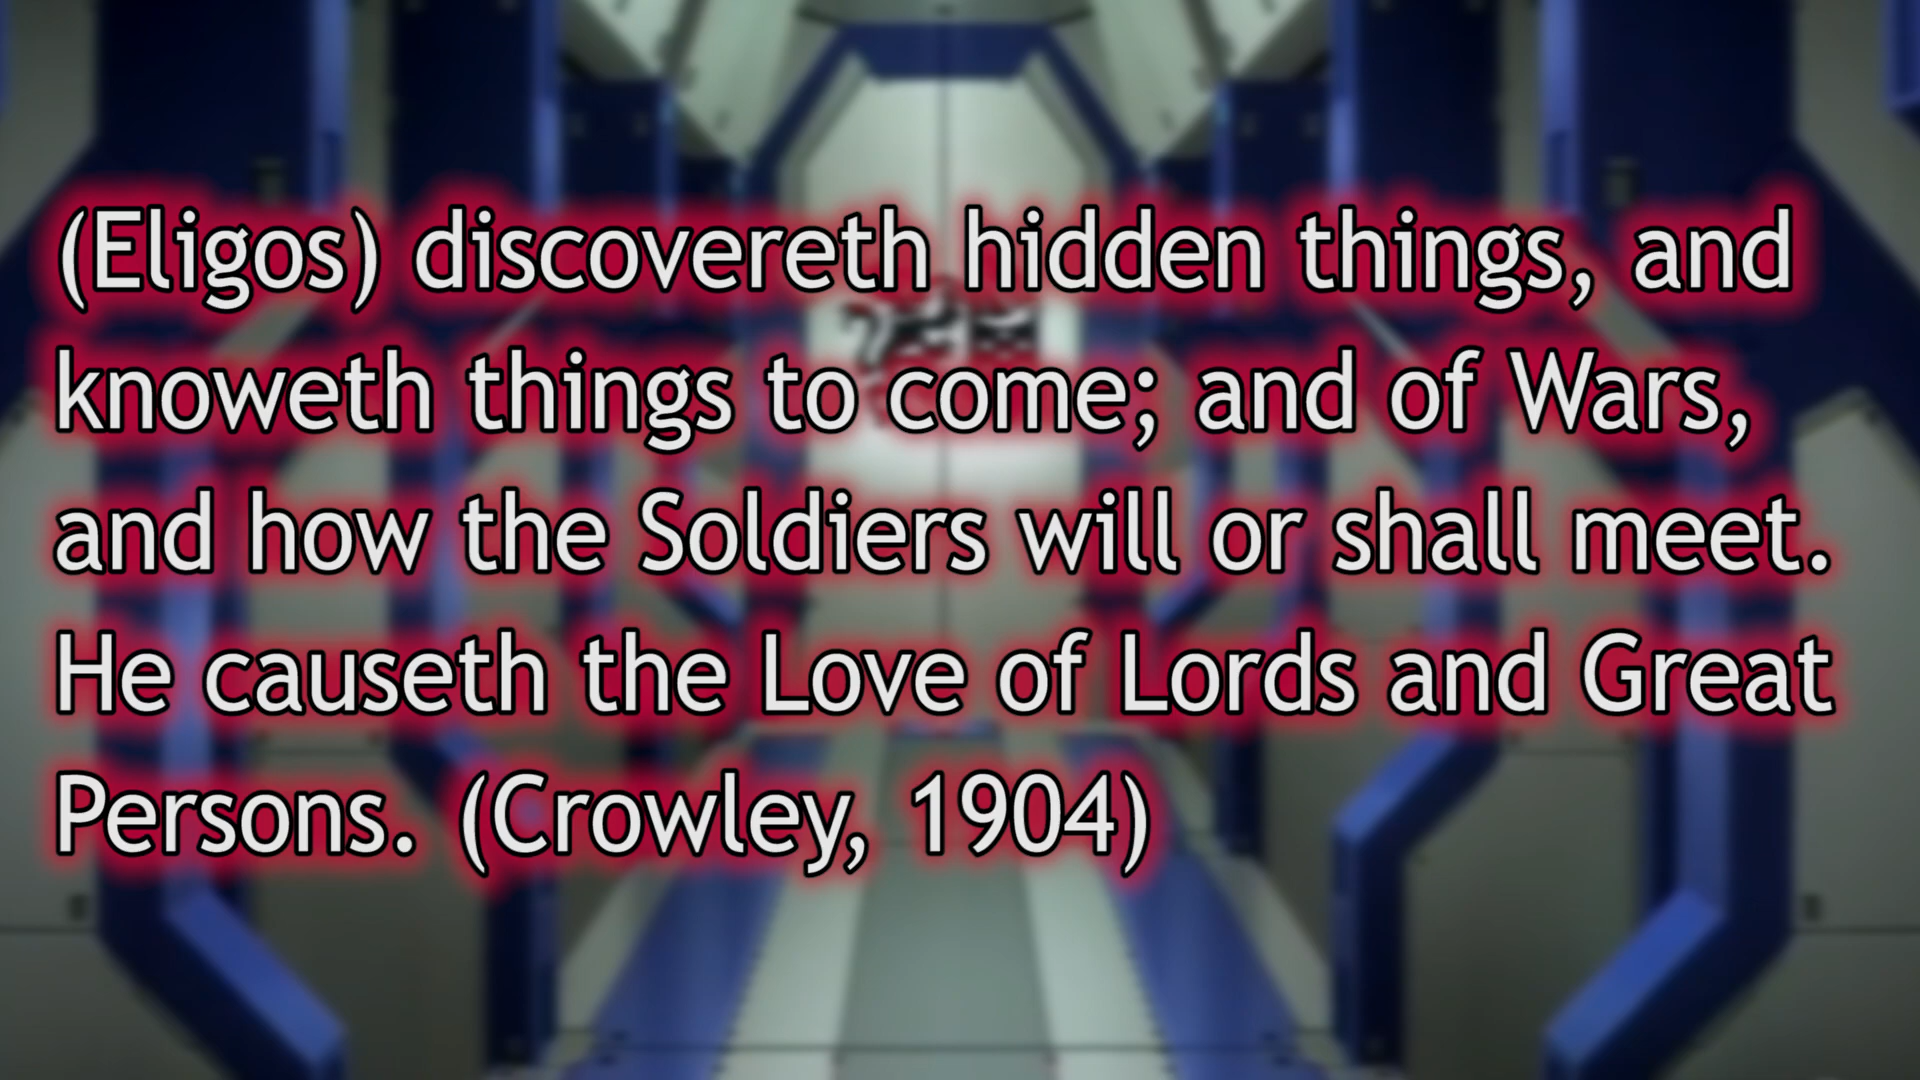 (Eligos) discovereth hidden things, and
knoweth things to come; and of Wars,
and how the Soldiers will or shall meet.
He causeth the Love of Lords and Great
Persons. (Crowley, 1904)